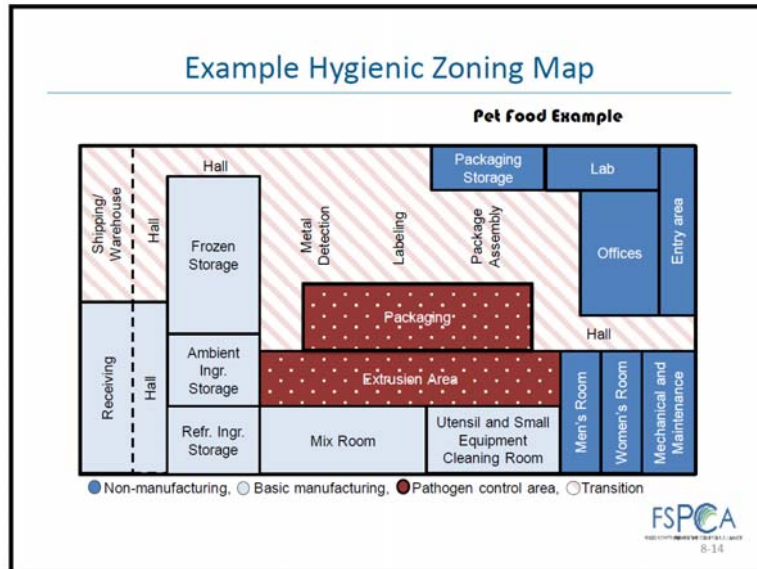 Example Hygienic Zoning Map
Pet Food Example
Hall
Packaging
Storage
Lab
Entry area
Shipping/
Warehouse
Hall
Frozen
Storage
Metal
Detection
Labeling
Package
Assembly
Offices
Packaging
Hall
Receiving
Hall
Ambient
Ingr.
Storage
Extrusion Area
Men's Room
Women's Room
Mechanical and
Maintenance
Refr. Ingr.
Storage
Mix Room
Utensil and Small
Equipment
Cleaning Room
Non-manufacturing, Basic manufacturing, Pathogen control area, Transition
FSPCA
8-14